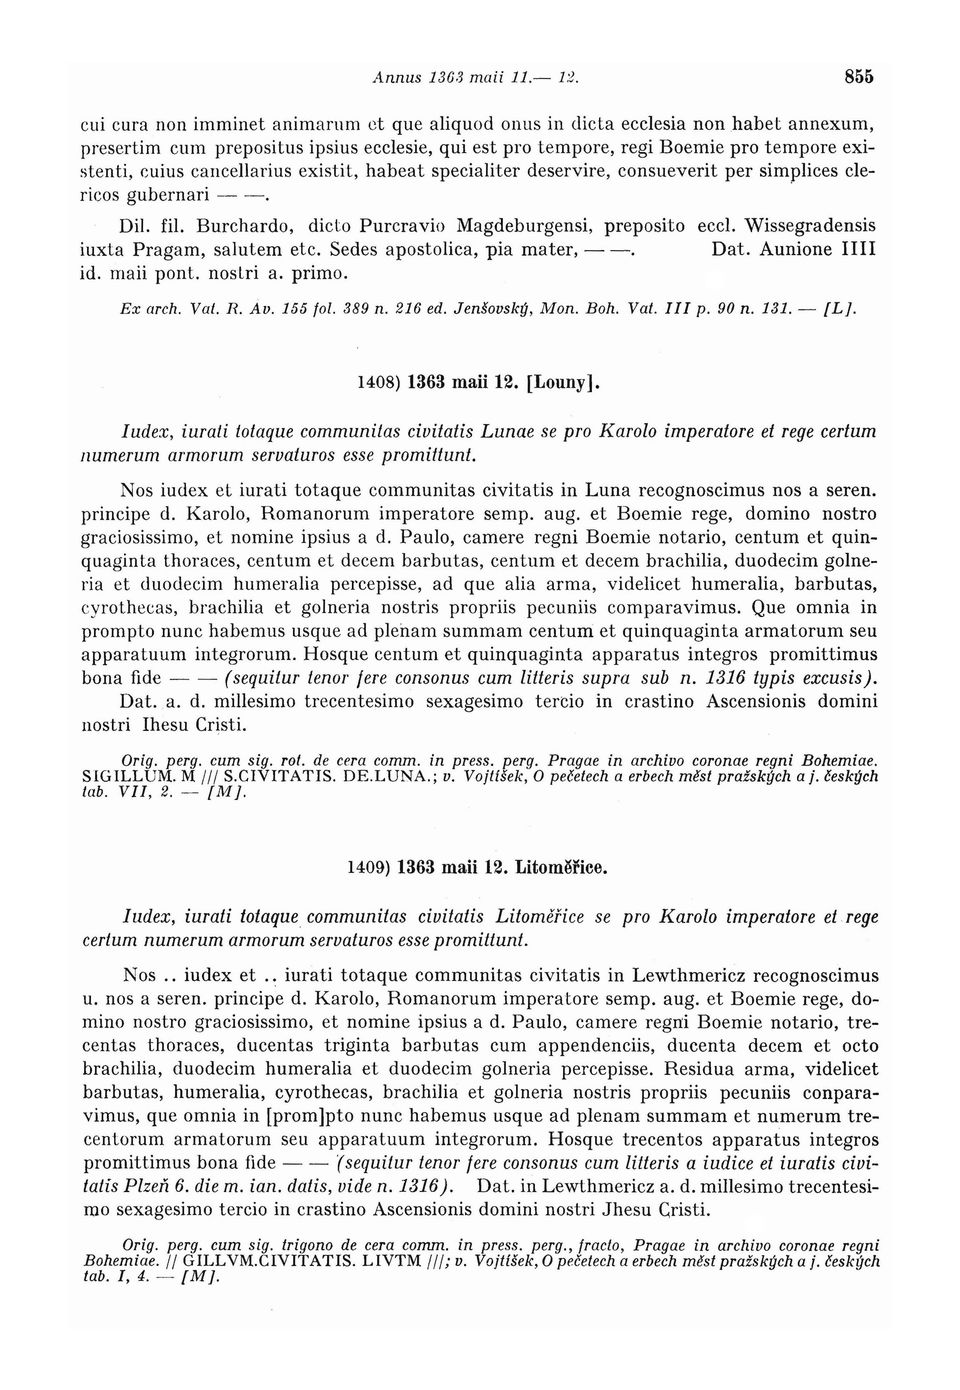 Annus 1363 maii 11.— 12. 855
cui cura non imminet animarum et que aliquod onus in dicta ecclesia non habet annexum,
presertim cum prepositus ipsius ecclesie, qui est pro tempore, regi Boemie pro tempore exi-
stenti, cuius cancellarius existit, habeat specialiter deservire, consueverit per simplices cle-
ricos gubernari — —.
Dil. fil. Burchardo, dicto Purcravio Magdeburgensi, preposito eccl. Wissegradensis
iuxta Pragam, salutem etc. Sedes apostolica, pia mater, — —. Dat. Aunione IIII
id. maii pont. nostri a. primo.
Ex arch. Vat. R. Av. 155 fol. 389 n. 216 ed. Jenšovský, Mon. Boh. Vat. III p. 90 n. 131. — [L].
1408) 1363 maii 12. [Louny].
Iudex, iurati totaque communitas civitatis Lunae se pro Karolo imperatore et rege certum
numerum armorum servaturos esse promittunt.
Nos iudex et iurati totaque communitas civitatis in Luna recognoscimus nos a seren.
principe d. Karolo, Romanorum imperatore semp. aug. et Boemie rege, domino nostro
graciosissimo, et nomine ipsius a d. Paulo, camere regni Boemie notario, centum et quin-
quaginta thoraces, centum et decem barbutas, centum et decem brachilia, duodecim golne-
ria et duodecim humeralia percepisse, ad que alia arma, videlicet humeralia, barbutas,
cyrothecas, brachilia et golneria nostris propriis pecuniis comparavimus. Que omnia in
prompto nunc habemus usque ad plenam summam centum et quinquaginta armatorum seu
apparatuum integrorum. Hosque centum et quinquaginta apparatus integros promittimus
bona fide — — (sequitur tenor fere consonus cum litteris supra sub n. 1316 typis excusis).
Dat. a. d. millesimo trecentesimo sexagesimo tercio in crastino Ascensionis domini
nostri Ihesu Cristi.
Orig. perg. cum sig. rot. de cera comm. in press. perg. Pragae in archivo coronae regni Bohemiae.
SIGILLUM. M /// S.CIVITATIS. DE.LUNA.; v. Vojtíšek, O pečetech a erbech měst pražských a j. českých
tab. VII, 2. — [M].
1409) 1363 maii 12. Litoměřice.
Iudex, iurati totaque communitas civitatis Litoměřice se pro Karolo imperatore et rege
certum numerum armorum servaturos esse promittunt.
Nos .. iudex et .. iurati totaque communitas civitatis in Lewthmericz recognoscimus
u. nos a seren. principe d. Karolo, Romanorum imperatore semp. aug. et Boemie rege, do-
mino nostro graciosissimo, et nomine ipsius a d. Paulo, camere regni Boemie notario, tre-
centas thoraces, ducentas triginta barbutas cum appendenciis, ducenta decem et octo
brachilia, duodecim humeralia et duodecim golneria percepisse. Residua arma, videlicet
barbutas, humeralia, cyrothecas, brachilia et golneria nostris propriis pecuniis conpara-
vimus, que omnia in [prom]pto nunc habemus usque ad plenam summam et numerum tre-
centorum armatorum seu apparatuum integrorum. Hosque trecentos apparatus integros
promittimus bona fide — — (sequitur tenor fere consonus cum litteris a iudice et iuratis civi-
tatis Plzeň 6. die m. ian. datis, vide n. 1316). Dat. in Lewthmericz a. d. millesimo trecentesi-
mo sexagesimo tercio in crastino Ascensionis domini nostri Jhesu Cristi.
Orig. perg. cum sig. trigono de cera comm. in press. perg., fracto, Pragae in archivo coronae regni
Bohemiae. // GILLVM.CIVITATIS. LIVTM ///; v. Vojtíšek, O pečetech a erbech měst pražských a j. českých
tab. I, 4. — [M].